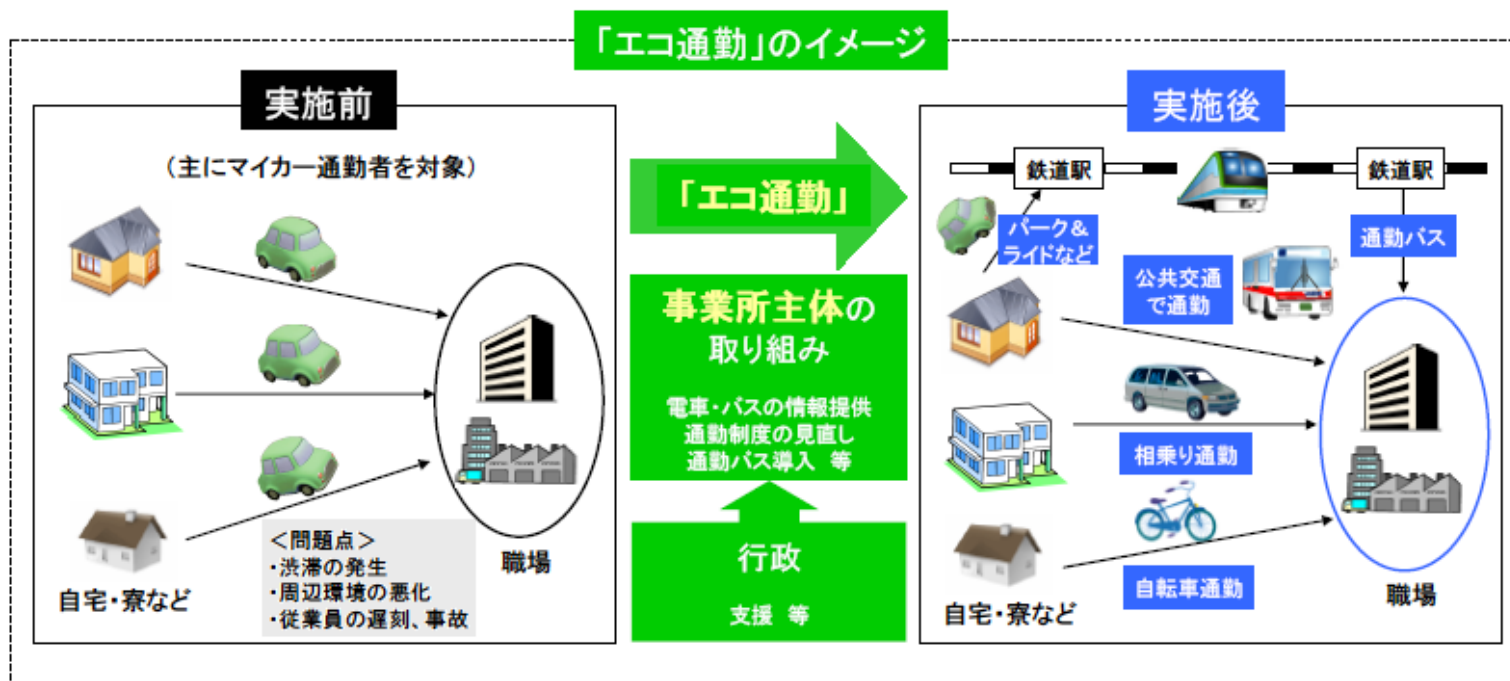 「エコ通勤」のイメージ
実施前
(主にマイカー通勤者を対象)
自宅・寮など
<問題点>
・渋滞の発生
・周辺環境の悪化
・従業員の遅刻、事故
職場
「エコ通勤」
事業所主体の
取り組み
電車・バスの情報提供
通勤制度の見直し
通勤バス導入 等
行政
支援 等
実施後
鉄道駅
鉄道駅
パーク&
ライドなど
通勤バス
公共交通
で通勤
相乗り通勤
自転車通勤
自宅・寮など
職場